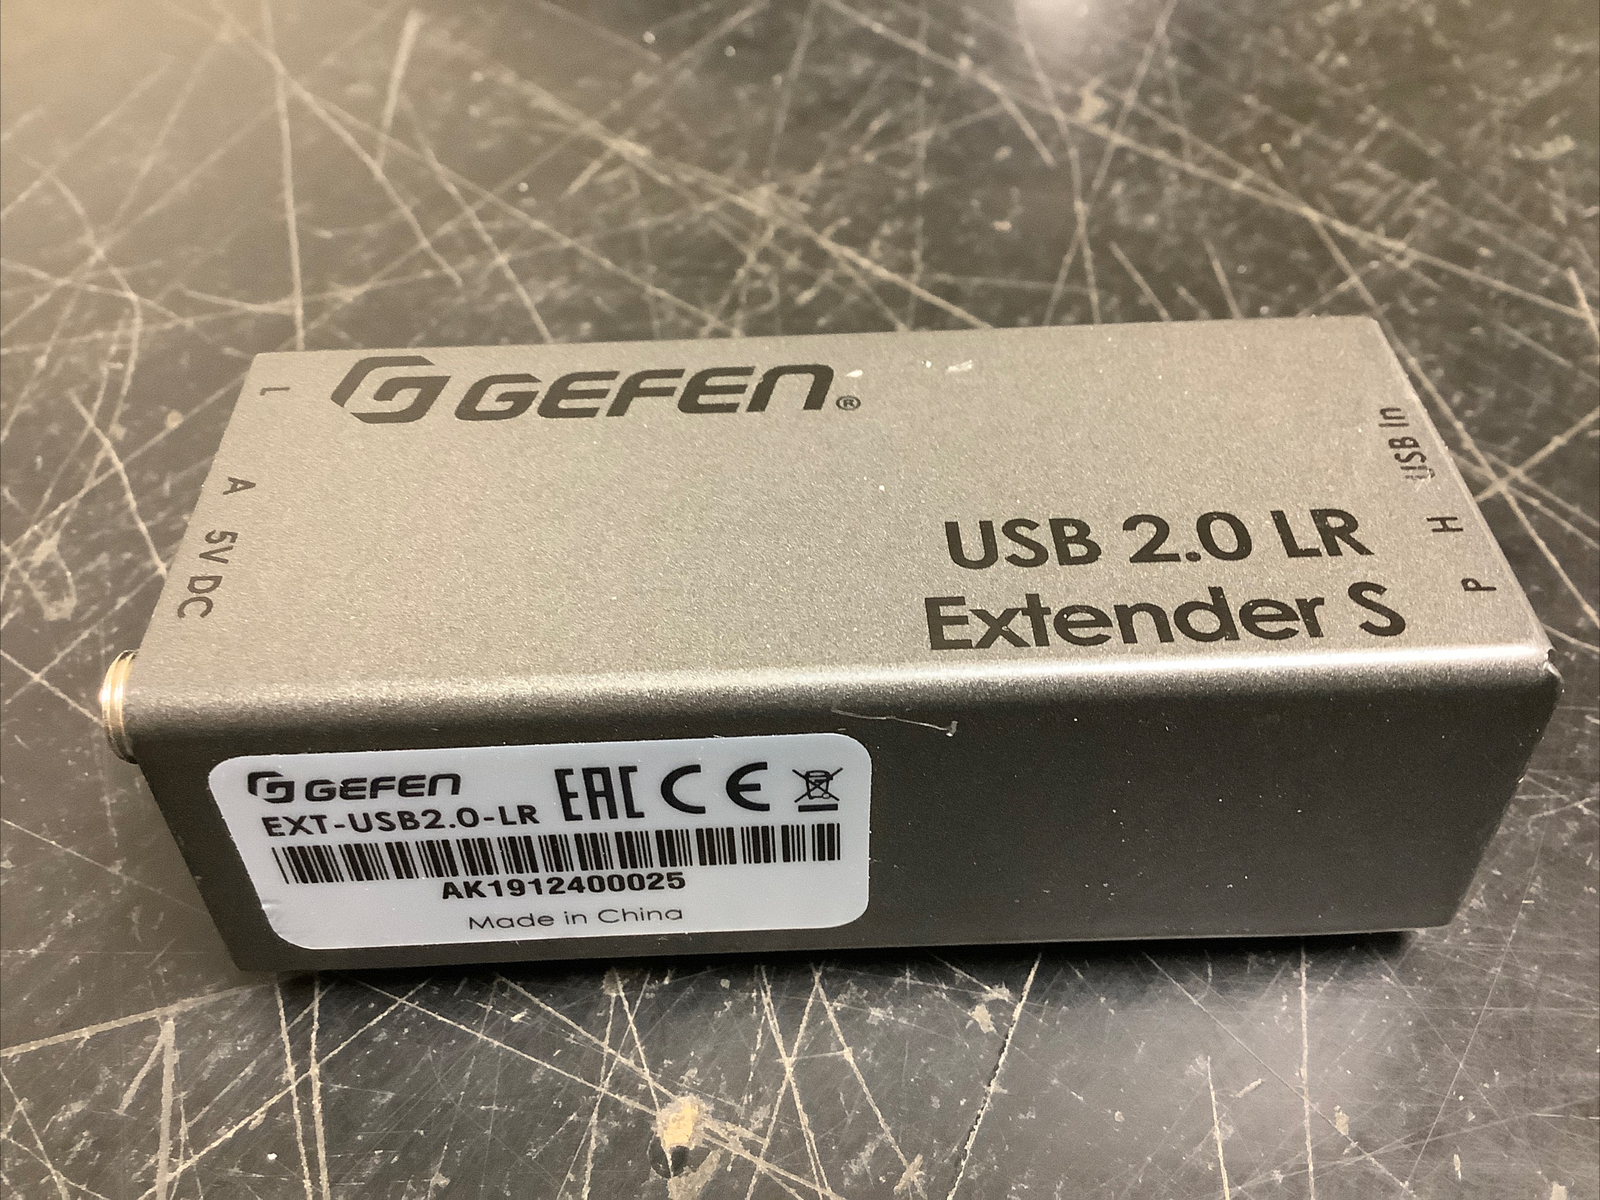 GEFEN®
L
A
5V DC
USB In
H
P
USB 2.0 LR
Extender S
GEFEN
EAC CE
EXT-USB2.0-LR
AK1912400025
Made in China